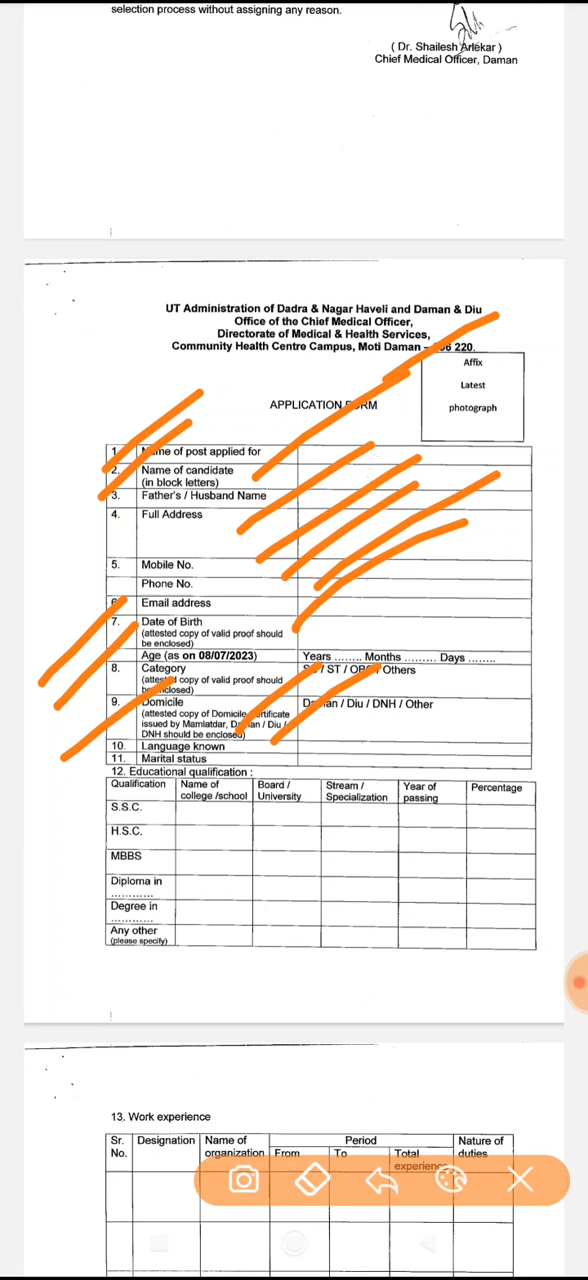 selection process without assigning any reason.
( Dr. Shailesh Arlekar )
Chief Medical Officer, Daman
UT Administration of Dadra & Nagar Haveli and Daman & Diu
Office of the Chief Medical Officer,
Directorate of Medical & Health Services,
Community Health Centre Campus, Moti Daman – 220.
Affix
Latest
photograph
APPLICATION FORM
1. Name of post applied for
2. Name of candidate
(in block letters)
3. Father's / Husband Name
4. Full Address
5. Mobile No.
Phone No.
6. Email address
7. Date of Birth
(attested copy of valid proof should
be enclosed)
Age (as on 08/07/2023) Years ........ Months ......... Days ........
8. Category / ST / OBC / Others
(attested copy of valid proof should
be enclosed)
9. Domicile Daman / Diu / DNH / Other
(attested copy of Domicile Certificate
issued by Mamlatdar, Daman / Diu /
DNH should be enclosed)
10. Language known
11. Marital status
12. Educational qualification :
Qualification Name of college /school Board / University Stream / Specialization Year of passing Percentage
S.S.C.
H.S.C.
MBBS
Diploma in
............
Degree in
............
Any other
(please specify)
13. Work experience
Sr. No. Designation Name of organization Period Nature of duties
From To Total experience